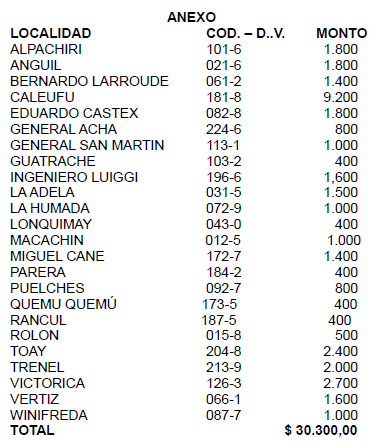 ANEXO
LOCALIDAD COD. – D..V. MONTO
ALPACHIRI 101-6 1.800
ANGUIL 021-6 1.800
BERNARDO LARROUDE 061-2 1.400
CALEUFU 181-8 9.200
EDUARDO CASTEX 082-8 1.800
GENERAL ACHA 224-6 800
GENERAL SAN MARTIN 113-1 1.000
GUATRACHE 103-2 400
INGENIERO LUIGGI 196-6 1,600
LA ADELA 031-5 1.500
LA HUMADA 072-9 1.000
LONQUIMAY 043-0 400
MACACHIN 012-5 1.000
MIGUEL CANE 172-7 1.400
PARERA 184-2 400
PUELCHES 092-7 800
QUEMU QUEMÚ 173-5 400
RANCUL 187-5 400
ROLON 015-8 500
TOAY 204-8 2.400
TRENEL 213-9 2.000
VICTORICA 126-3 2.700
VERTIZ 066-1 1.600
WINIFREDA 087-7 1.000
TOTAL $ 30.300,00